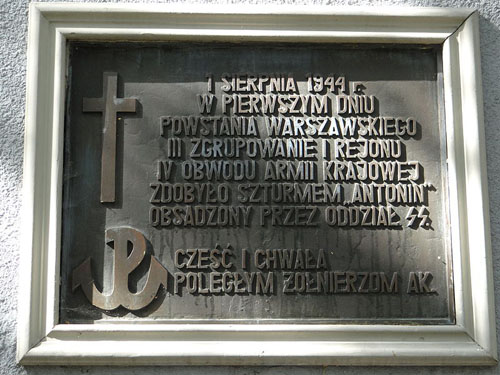 1 SIERPNIA 1944 r.
W PIERWSZYM DNIU
POWSTANIA WARSZAWSKIEGO
III ZGRUPOWANIE I REJONU
IV OBWODU ARMII KRAJOWEJ
ZDOBYŁO SZTURMEM „ANTONIN”
OBSADZONY PRZEZ ODDZIAŁ SS.
CZEŚĆ I CHWAŁA
POLEGŁYM ŻOŁNIERZOM AK.